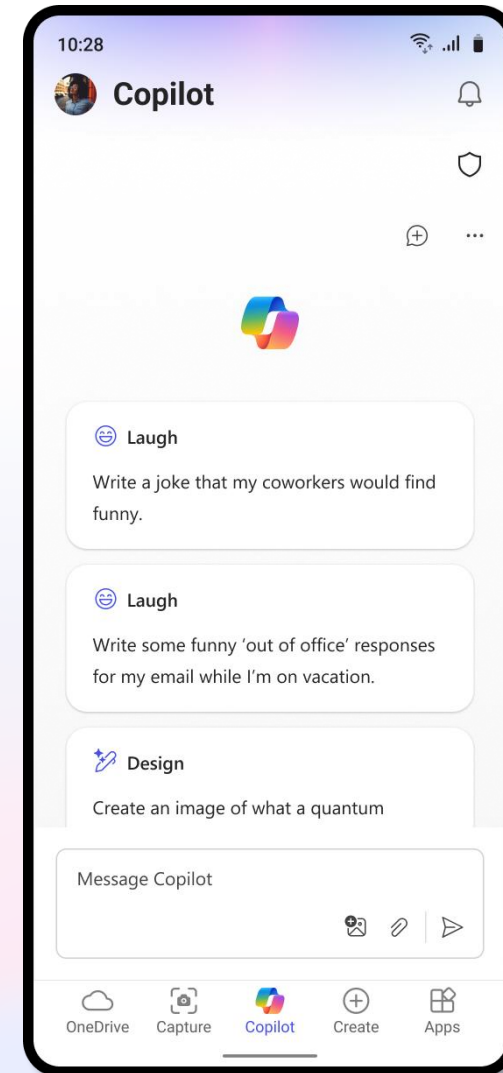 10:28
Copilot
Laugh
Write a joke that my coworkers would find
funny.
Laugh
Write some funny ‘out of office’ responses
for my email while I’m on vacation.
Design
Create an image of what a quantum
Message Copilot
OneDrive Capture Copilot Create Apps